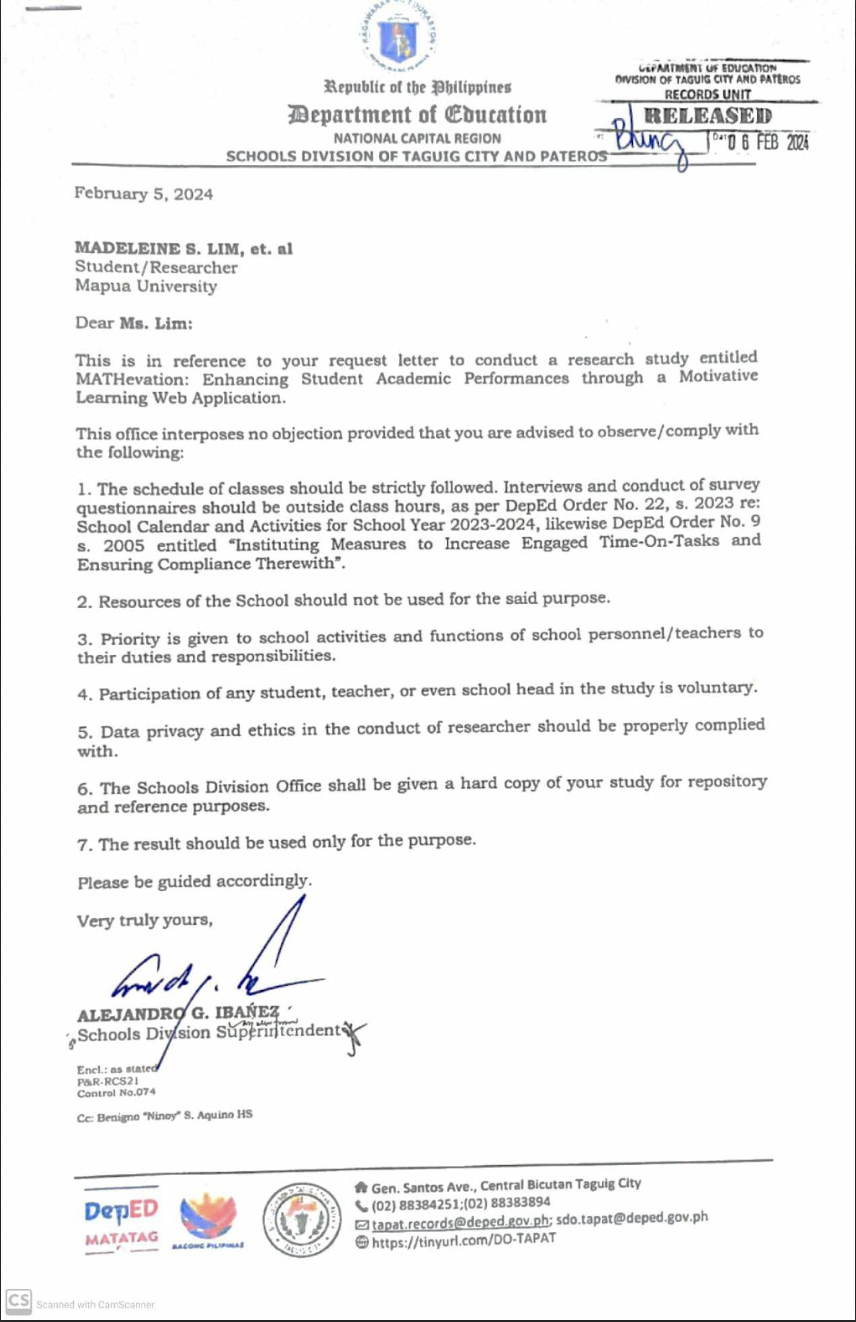 KAGAWARAN NG EDUKASYON
Republic of the Philippines
Department of Education
NATIONAL CAPITAL REGION
SCHOOLS DIVISION OF TAGUIG CITY AND PATEROS
DEPARTMENT OF EDUCATION
DIVISION OF TAGUIG CITY AND PATEROS
RECORDS UNIT
RELEASED
DATE 06 FEB 2024
February 5, 2024
MADELEINE S. LIM, et. al
Student/Researcher
Mapua University
Dear Ms. Lim:
This is in reference to your request letter to conduct a research study entitled
MATHevation: Enhancing Student Academic Performances through a Motivative
Learning Web Application.
This office interposes no objection provided that you are advised to observe/comply with
the following:
1. The schedule of classes should be strictly followed. Interviews and conduct of survey
questionnaires should be outside class hours, as per DepEd Order No. 22, s. 2023 re:
School Calendar and Activities for School Year 2023-2024, likewise DepEd Order No. 9
s. 2005 entitled “Instituting Measures to Increase Engaged Time-On-Tasks and
Ensuring Compliance Therewith”.
2. Resources of the School should not be used for the said purpose.
3. Priority is given to school activities and functions of school personnel/teachers to
their duties and responsibilities.
4. Participation of any student, teacher, or even school head in the study is voluntary.
5. Data privacy and ethics in the conduct of researcher should be properly complied
with.
6. The Schools Division Office shall be given a hard copy of your study for repository
and reference purposes.
7. The result should be used only for the purpose.
Please be guided accordingly.
Very truly yours,
ALEJANDRO G. IBAÑEZ
Schools Division Superintendent
Encl.: as stated
P&R-RCS21
Control No.074
Cc: Benigno "Ninoy" S. Aquino HS
DepED
MATATAG
BAGONG PILIPINAS
Gen. Santos Ave., Central Bicutan Taguig City
(02) 88384251;(02) 88383894
tapat.records@deped.gov.ph; sdo.tapat@deped.gov.ph
https://tinyurl.com/DO-TAPAT
CS Scanned with CamScanner